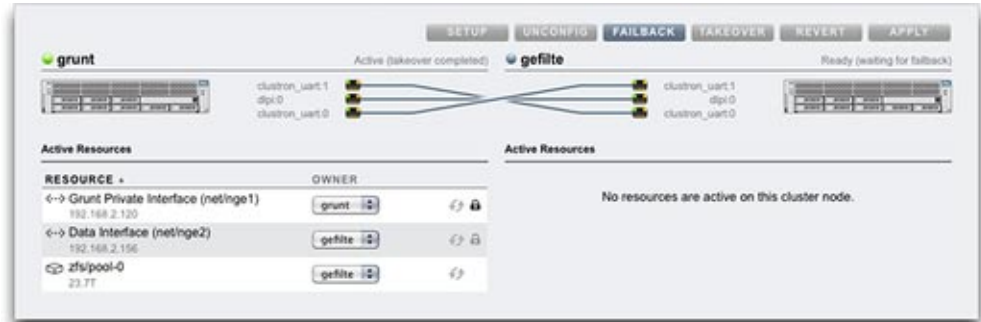 SETUP UNCONFIG FAILBACK TAKEOVER REVERT APPLY
grunt Active (takeover completed)
gefilte Ready (waiting for failback)
clustron_uart:1
dlpi:0
clustron_uart:0
clustron_uart:1
dlpi:0
clustron_uart:0
Active Resources
RESOURCE OWNER
Grunt Private Interface (net/nge1) grunt
192.168.2.120
Data Interface (net/nge2) gefilte
192.168.2.156
zfs/pool-0 gefilte
23.7T
Active Resources
No resources are active on this cluster node.